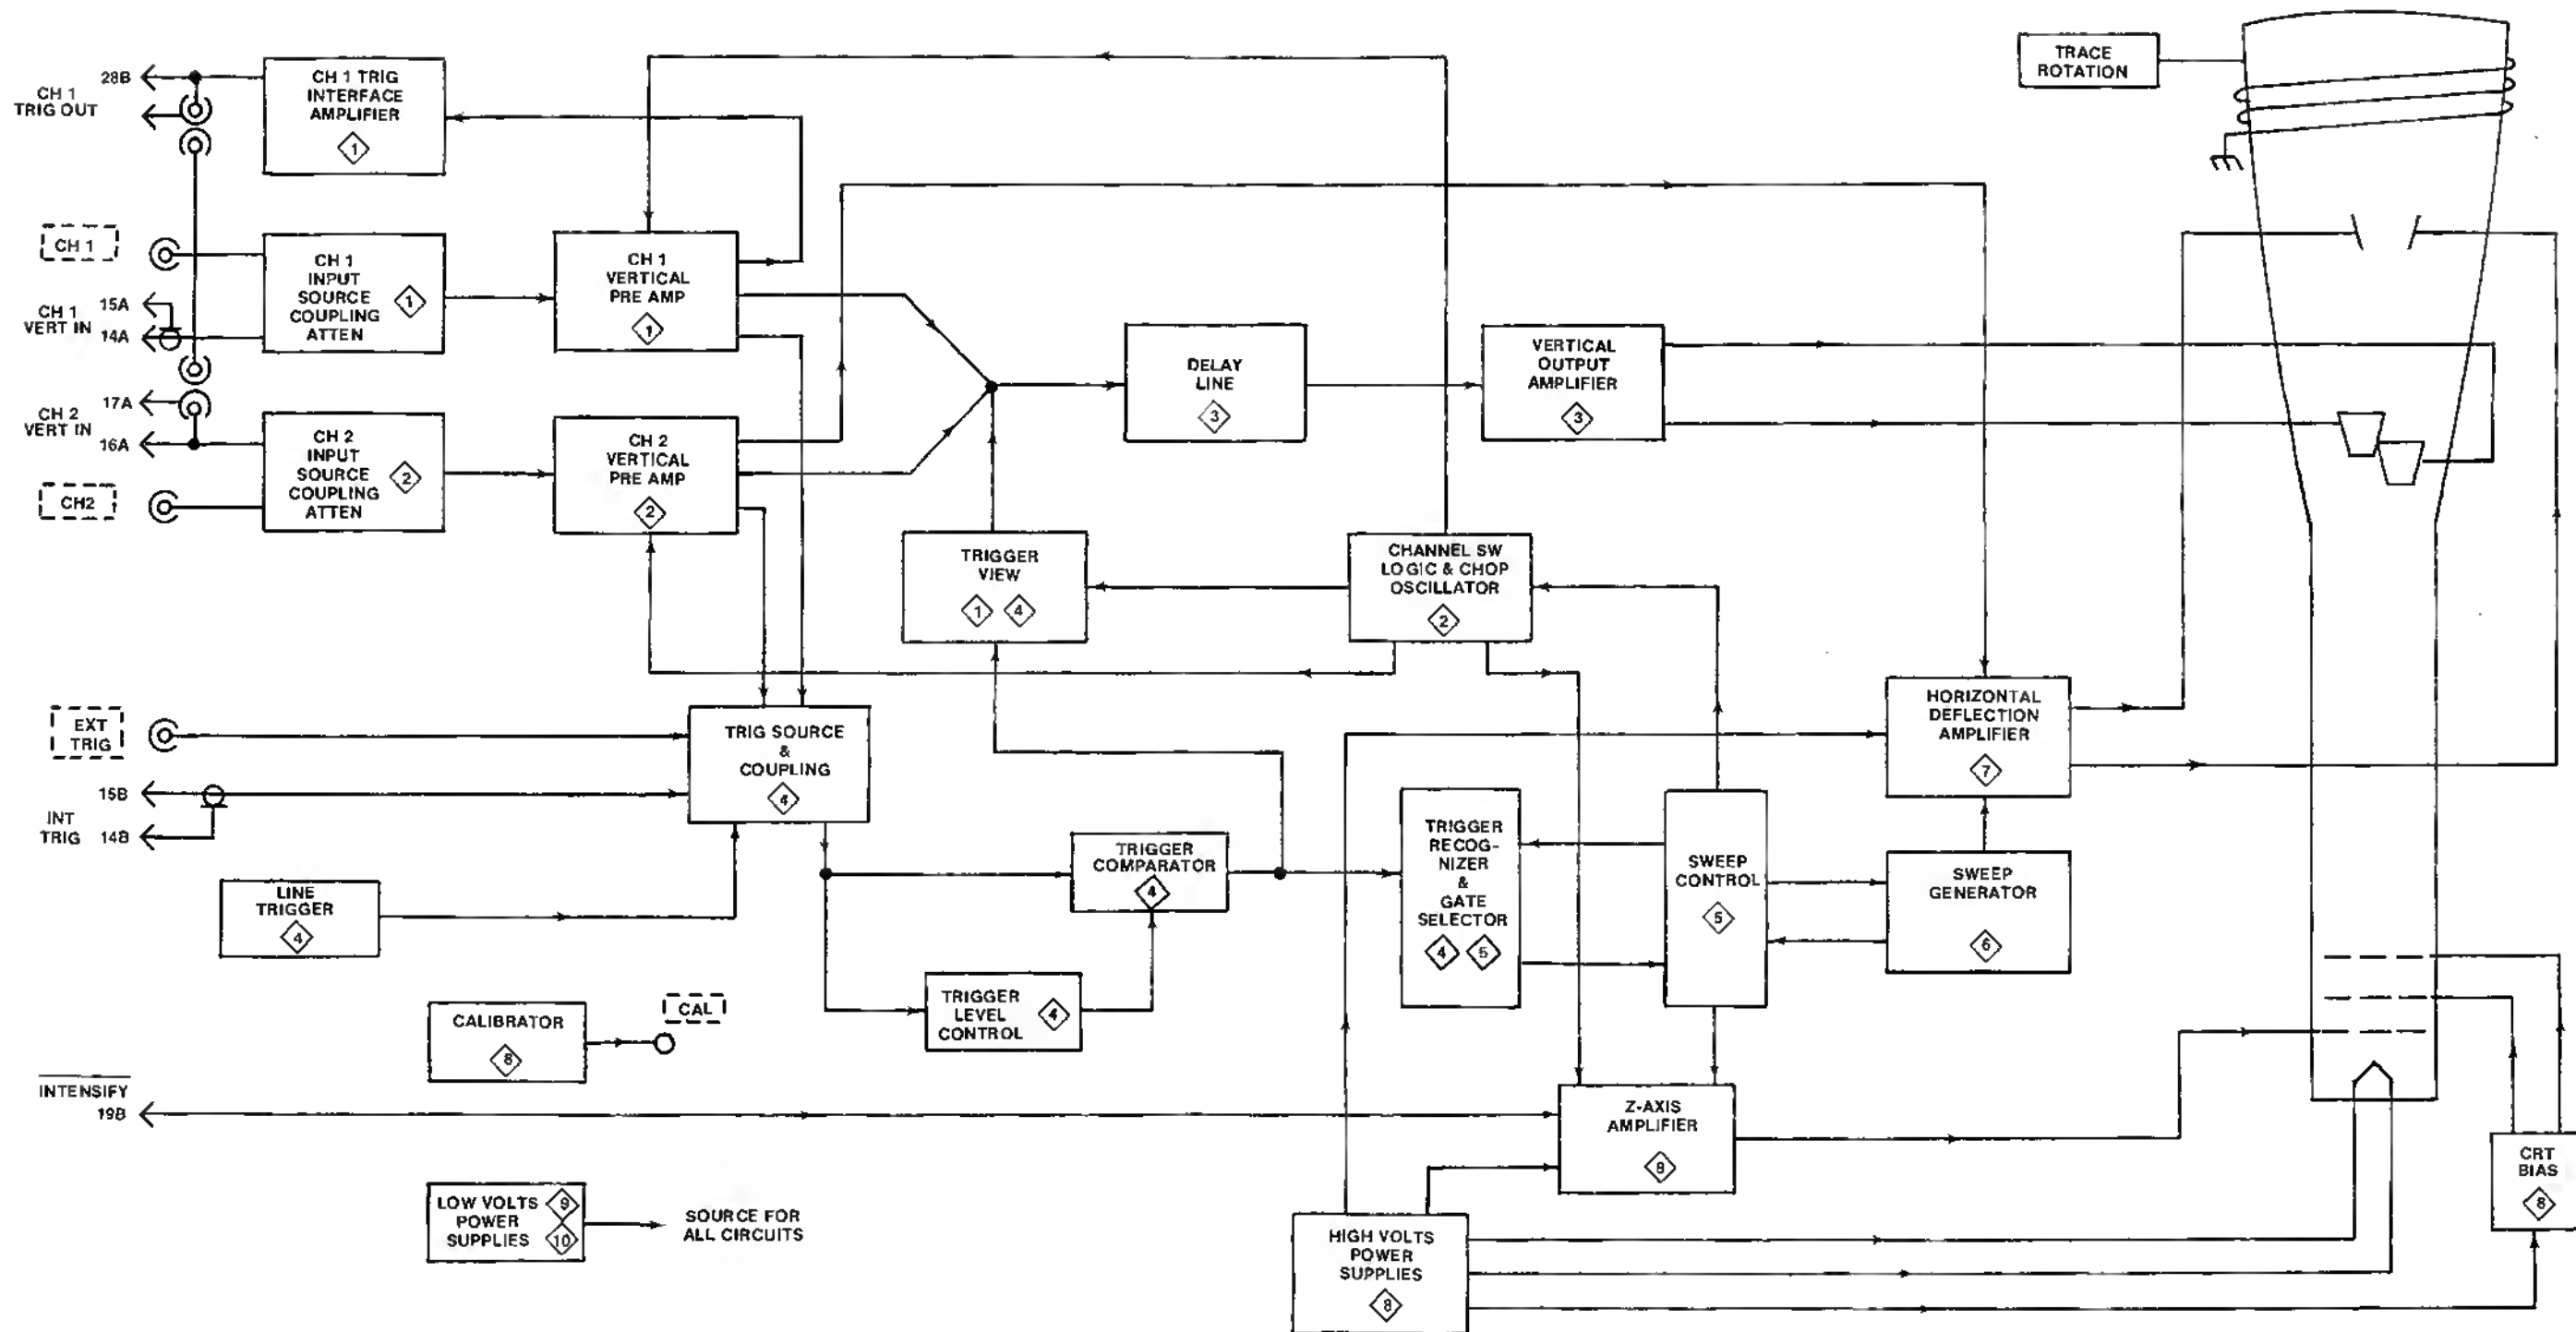 TRACE
ROTATION
28B
CH 1
TRIG OUT
CH 1 TRIG
INTERFACE
AMPLIFIER
1
CH 1
15A
CH 1
VERT IN
14A
CH 1
INPUT
SOURCE
COUPLING
ATTEN
1
CH 1
VERTICAL
PRE AMP
1
17A
CH 2
VERT IN
16A
CH2
CH 2
INPUT
SOURCE
COUPLING
ATTEN
2
CH 2
VERTICAL
PRE AMP
2
DELAY
LINE
3
VERTICAL
OUTPUT
AMPLIFIER
3
TRIGGER
VIEW
1 4
CHANNEL SW
LOGIC & CHOP
OSCILLATOR
2
EXT
TRIG
15B
INT
TRIG 14B
TRIG SOURCE
&
COUPLING
4
HORIZONTAL
DEFLECTION
AMPLIFIER
7
LINE
TRIGGER
4
TRIGGER
COMPARATOR
4
TRIGGER
RECOG-
NIZER
&
GATE
SELECTOR
4 5
SWEEP
CONTROL
5
SWEEP
GENERATOR
6
TRIGGER
LEVEL
CONTROL
4
CALIBRATOR
8
CAL
INTENSIFY
19B
Z-AXIS
AMPLIFIER
8
CRT
BIAS
8
LOW VOLTS
POWER
SUPPLIES
9
10
SOURCE FOR
ALL CIRCUITS
HIGH VOLTS
POWER
SUPPLIES
8